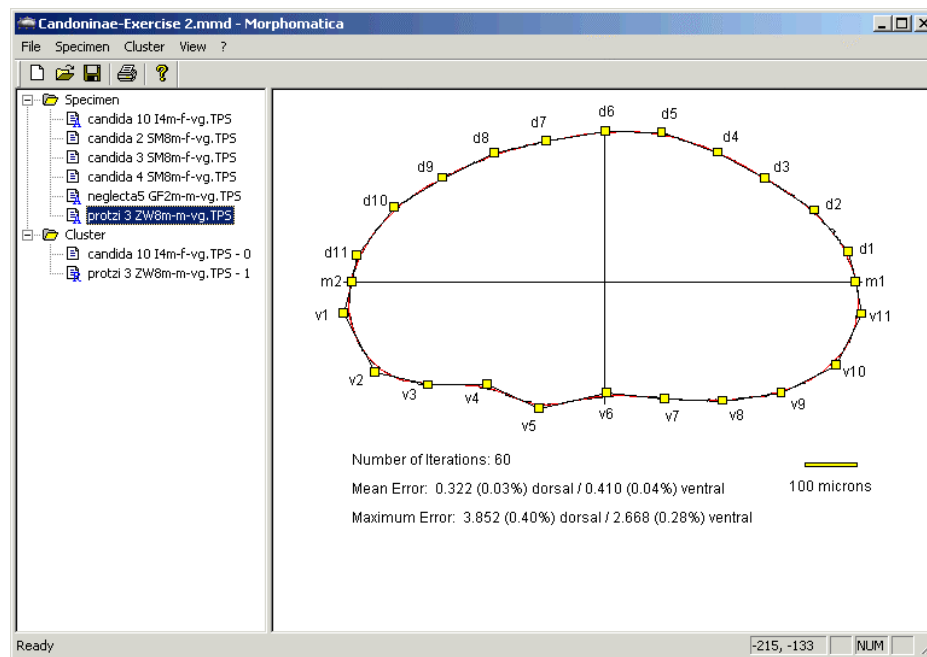 Candoninae-Exercise 2.mmd - Morphomatica
File Specimen Cluster View ?
Specimen
candida 10 I4m-f-vg.TPS
candida 2 SM8m-f-vg.TPS
candida 3 SM8m-f-vg.TPS
candida 4 SM8m-f-vg.TPS
neglecta5 GF2m-m-vg.TPS
protzi 3 ZW8m-m-vg.TPS
Cluster
candida 10 I4m-f-vg.TPS - 0
protzi 3 ZW8m-m-vg.TPS - 1
d6 d5
d7
d8 d4
d9 d3
d10 d2
d11 d1
m2 m1
v1 v11
v2 v10
v3 v4 v9
v5 v6 v7 v8
Number of Iterations: 60
Mean Error: 0.322 (0.03%) dorsal / 0.410 (0.04%) ventral
100 microns
Maximum Error: 3.852 (0.40%) dorsal / 2.668 (0.28%) ventral
Ready -215, -133 NUM